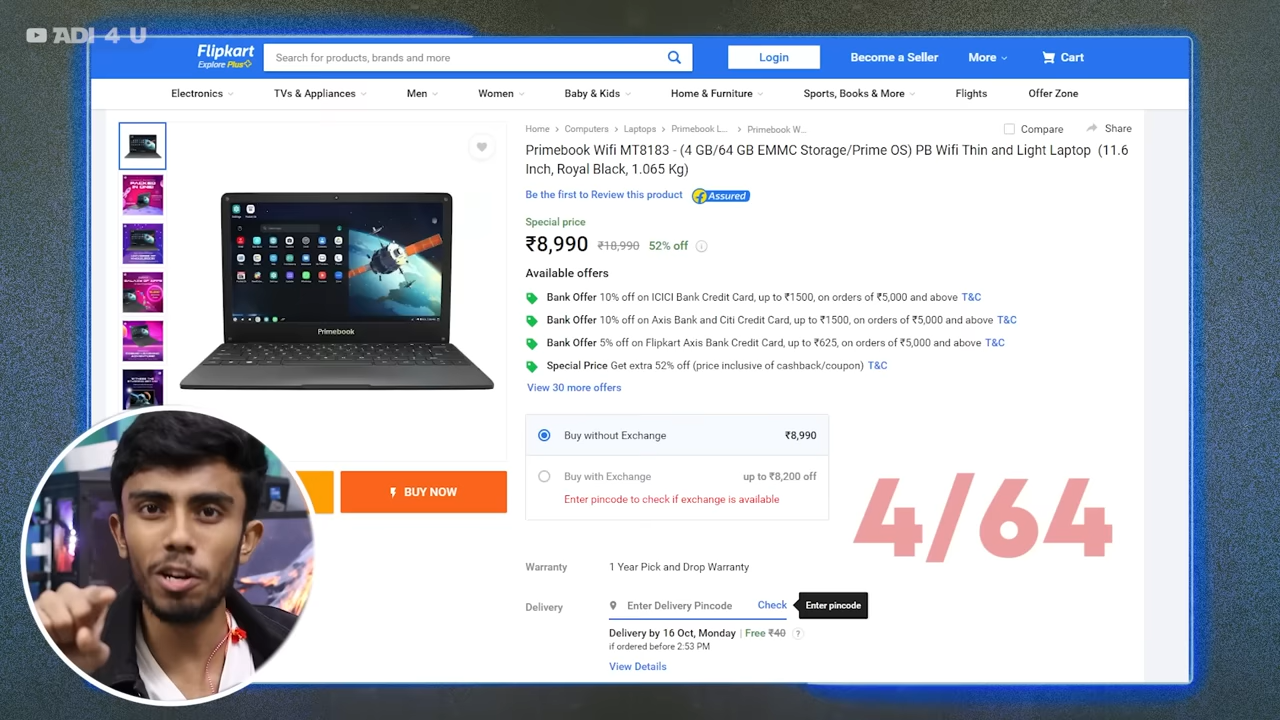 ADI 4 U
Flipkart
Explore Plus
Search for products, brands and more
Login
Become a Seller
More
Cart
Electronics
TVs & Appliances
Men
Women
Baby & Kids
Home & Furniture
Sports, Books & More
Flights
Offer Zone
Home > Computers > Laptops > Primebook L... > Primebook W...
Compare
Share
Primebook Wifi MT8183 - (4 GB/64 GB EMMC Storage/Prime OS) PB Wifi Thin and Light Laptop (11.6
Inch, Royal Black, 1.065 Kg)
Be the first to Review this product
Assured
Special price
₹8,990 ₹18,990 52% off
Available offers
Bank Offer 10% off on ICICI Bank Credit Card, up to ₹1500, on orders of ₹5,000 and above T&C
Bank Offer 10% off on Axis Bank and Citi Credit Card, up to ₹1500, on orders of ₹5,000 and above T&C
Bank Offer 5% off on Flipkart Axis Bank Credit Card, up to ₹625, on orders of ₹5,000 and above T&C
Special Price Get extra 52% off (price inclusive of cashback/coupon) T&C
View 30 more offers
Primebook
Buy without Exchange ₹8,990
Buy with Exchange up to ₹8,200 off
Enter pincode to check if exchange is available
BUY NOW
4/64
Warranty
1 Year Pick and Drop Warranty
Delivery
Enter Delivery Pincode
Check
Enter pincode
Delivery by 16 Oct, Monday | Free ₹40 ?
if ordered before 2:53 PM
View Details